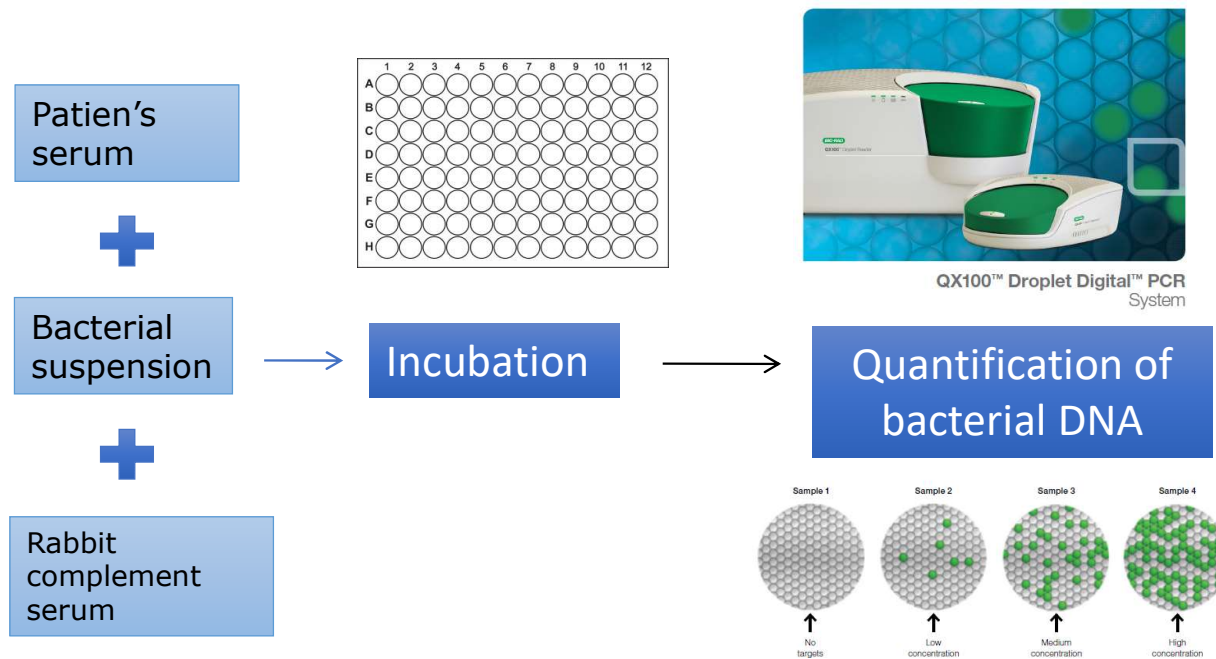 Patien's
serum
Bacterial
suspension
Rabbit
complement
serum
1 2 3 4 5 6 7 8 9 10 11 12
A
B
C
D
E
F
G
H
Incubation
BIO-RAD
QX100™ Droplet Digital™ PCR
System
Quantification of
bacterial DNA
Sample 1 Sample 2 Sample 3 Sample 4
No
targets
Low
concentration
Medium
concentration
High
concentration